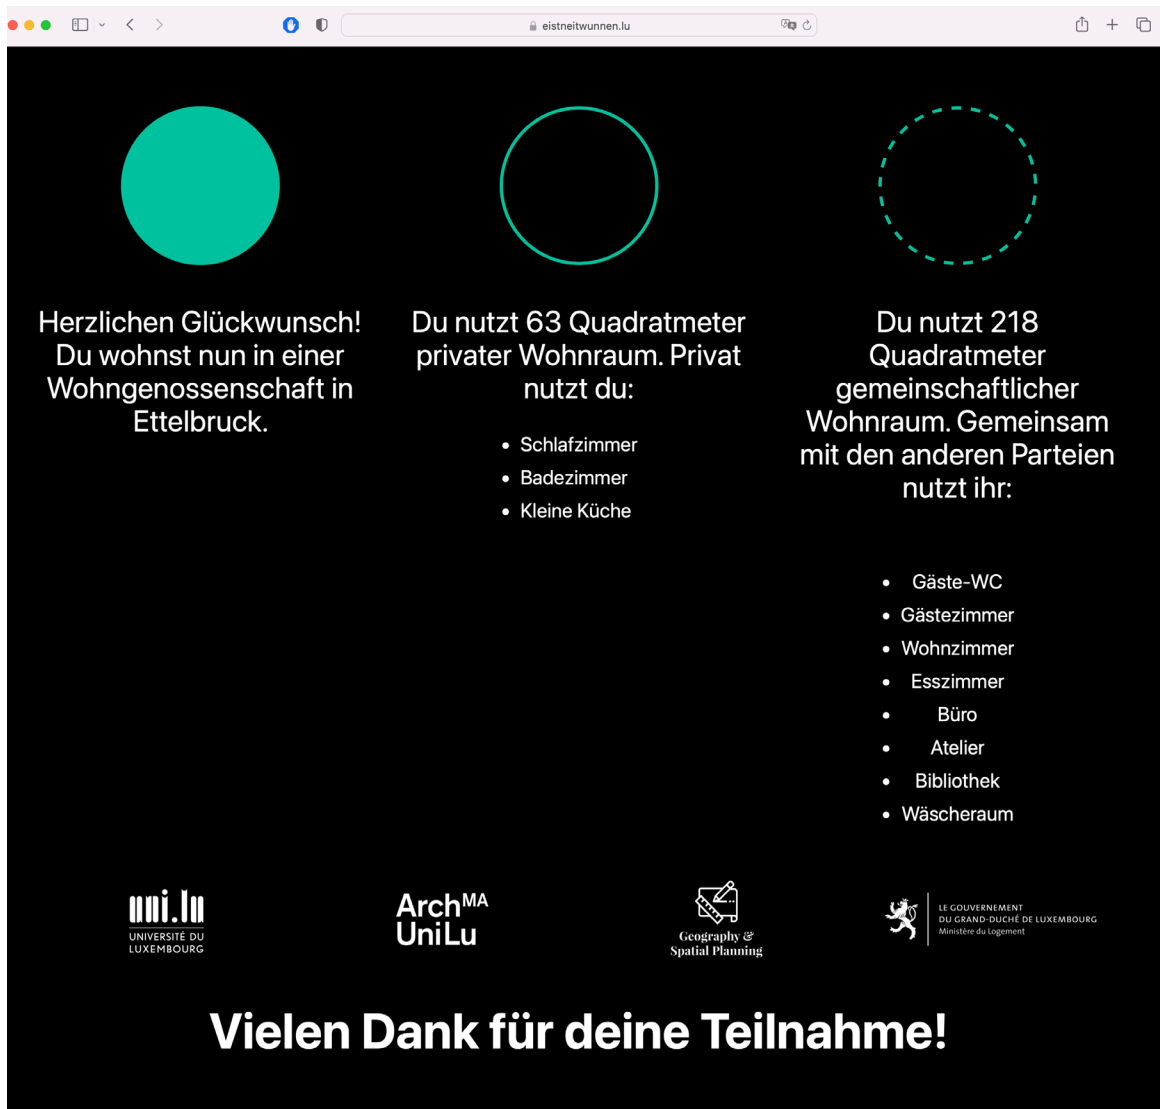 eistneitwunnen.lu
Herzlichen Glückwunsch!
Du wohnst nun in einer
Wohngenossenschaft in
Ettelbruck.
Du nutzt 63 Quadratmeter
privater Wohnraum. Privat
nutzt du:
• Schlafzimmer
• Badezimmer
• Kleine Küche
Du nutzt 218
Quadratmeter
gemeinschaftlicher
Wohnraum. Gemeinsam
mit den anderen Parteien
nutzt ihr:
• Gäste-WC
• Gästezimmer
• Wohnzimmer
• Esszimmer
• Büro
• Atelier
• Bibliothek
• Wäscheraum
uni.lu
UNIVERSITÉ DU
LUXEMBOURG
Arch MA
UniLu
Geography &
Spatial Planning
LE GOUVERNEMENT
DU GRAND-DUCHÉ DE LUXEMBOURG
Ministère du Logement
Vielen Dank für deine Teilnahme!